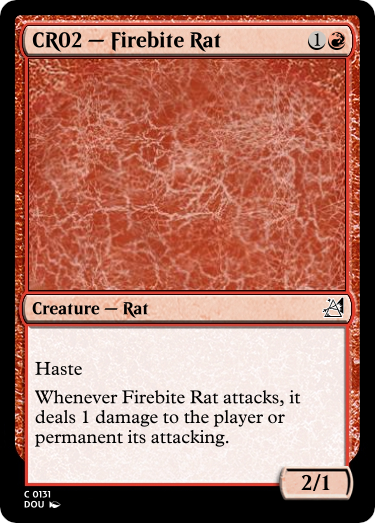 CR02 — Firebite Rat 1
Creature — Rat
Haste
Whenever Firebite Rat attacks, it
deals 1 damage to the player or
permanent its attacking.
2/1
C 0131
DOU